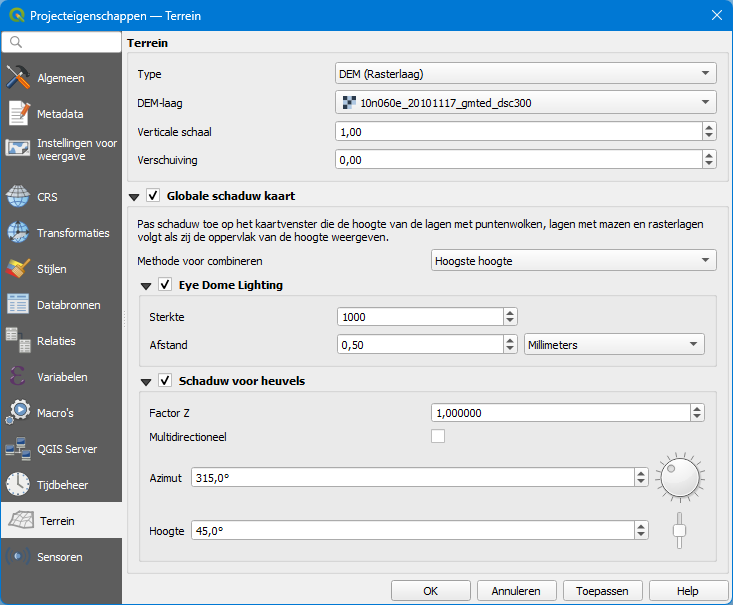 Projecteigenschappen — Terrein
Algemeen
Metadata
Instellingen voor
weergave
CRS
Transformaties
Stijlen
Databronnen
Relaties
Variabelen
Macro's
QGIS Server
Tijdbeheer
Terrein
Sensoren
Terrein
Type
DEM (Rasterlaag)
DEM-laag
10n060e_20101117_gmted_dsc300
Verticale schaal
1,00
Verschuiving
0,00
Globale schaduw kaart
Pas schaduw toe op het kaartvenster die de hoogte van de lagen met puntenwolken, lagen met mazen en rasterlagen
volgt als zij de oppervlak van de hoogte weergeven.
Methode voor combineren
Hoogste hoogte
Eye Dome Lighting
Sterkte
1000
Afstand
0,50
Millimeters
Schaduw voor heuvels
Factor Z
1,000000
Multidirectioneel
Azimut
315,0°
Hoogte
45,0°
OK
Annuleren
Toepassen
Help